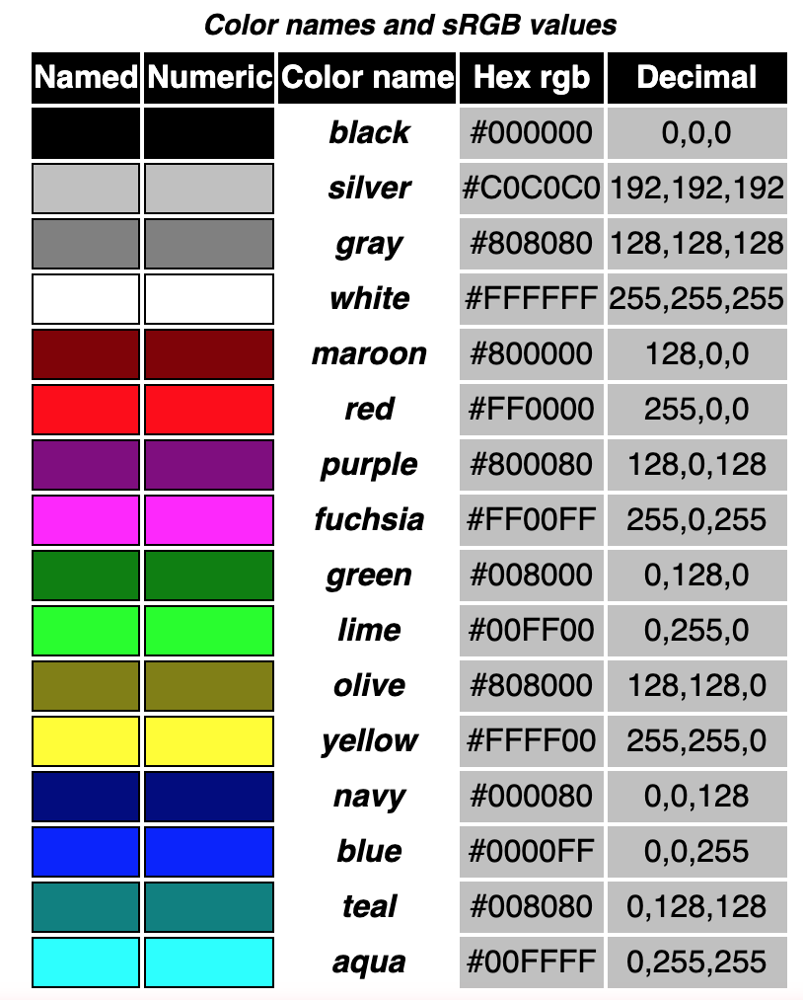 Color names and sRGB values
Named Numeric Color name Hex rgb Decimal
black #000000 0,0,0
silver #C0C0C0 192,192,192
gray #808080 128,128,128
white #FFFFFF 255,255,255
maroon #800000 128,0,0
red #FF0000 255,0,0
purple #800080 128,0,128
fuchsia #FF00FF 255,0,255
green #008000 0,128,0
lime #00FF00 0,255,0
olive #808000 128,128,0
yellow #FFFF00 255,255,0
navy #000080 0,0,128
blue #0000FF 0,0,255
teal #008080 0,128,128
aqua #00FFFF 0,255,255